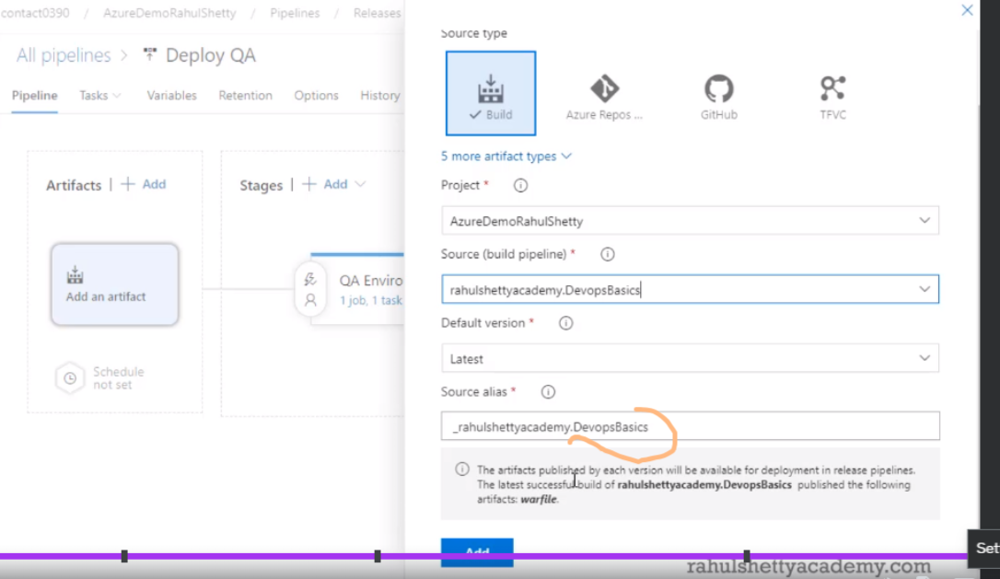 contact0390 / AzureDemoRahulShetty / Pipelines / Releases
All pipelines > Deploy QA
Pipeline Tasks Variables Retention Options History
Artifacts | + Add
Stages | + Add
Add an artifact
Schedule
not set
QA Enviro
1 job, 1 task
Source type
Build
Azure Repos ...
GitHub
TFVC
5 more artifact types
Project *
AzureDemoRahulShetty
Source (build pipeline) *
rahulshettyacademy.DevopsBasics
Default version *
Latest
Source alias *
_rahulshettyacademy.DevopsBasics
The artifacts published by each version will be available for deployment in release pipelines.
The latest successful build of rahulshettyacademy.DevopsBasics published the following
artifacts: warfile.
Add
Set
rahulshettyacademy.com